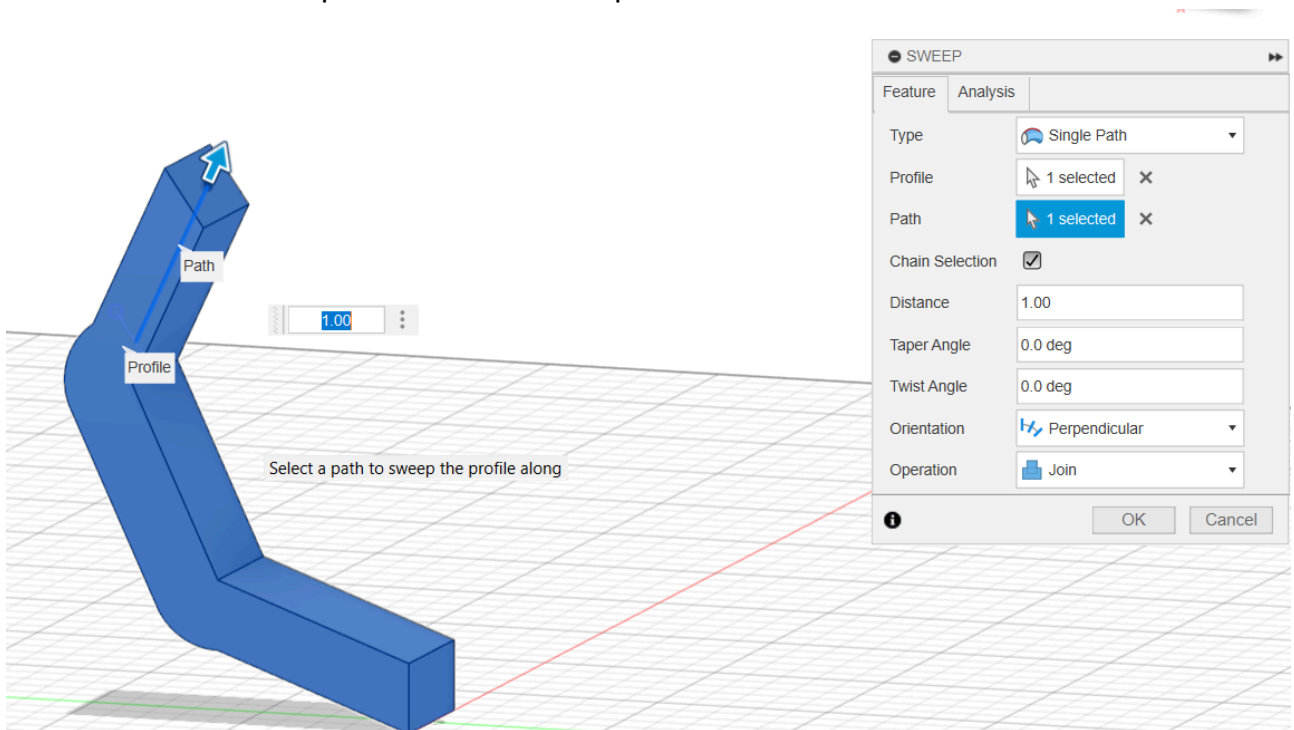 SWEEP
Feature Analysis
Type Single Path
Profile 1 selected
Path 1 selected
Chain Selection
Distance 1.00
Taper Angle 0.0 deg
Twist Angle 0.0 deg
Orientation Perpendicular
Operation Join
OK Cancel
Path
1.00
Profile
Select a path to sweep the profile along